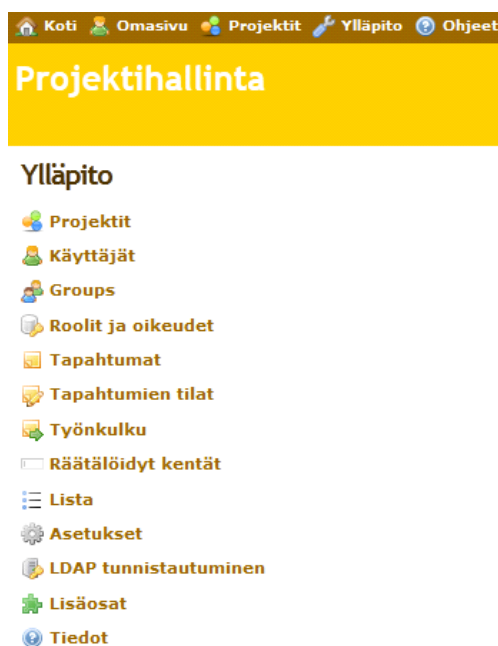 Koti Omasivu Projektit Ylläpito Ohjeet
Projektihallinta
Ylläpito
Projektit
Käyttäjät
Groups
Roolit ja oikeudet
Tapahtumat
Tapahtumien tilat
Työnkulku
Räätälöidyt kentät
Lista
Asetukset
LDAP tunnistautuminen
Lisäosat
Tiedot